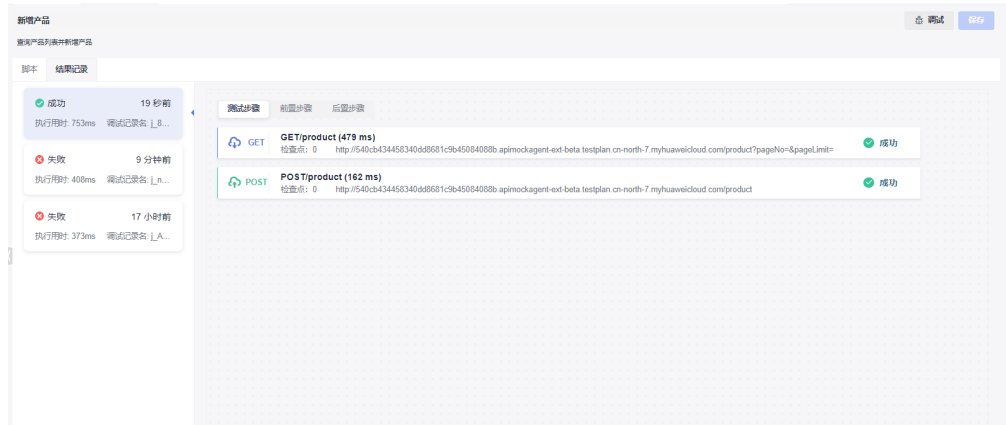 新增产品
调试
保存
查询产品列表并新增产品
脚本
结果记录
成功 19 秒前
执行用时: 753ms 调试记录名: j_8...
失败 9 分钟前
执行用时: 408ms 调试记录名: j_n...
失败 17 小时前
执行用时: 373ms 调试记录名: j_A...
测试步骤 前置步骤 后置步骤
GET GET/product (479 ms) 成功
检查点: 0 http://540cb434458340dd8681c9b45084088b.apimockagent-ext-beta.testplan.cn-north-7.myhuaweicloud.com/product?pageNo=&pageLimit=
POST POST/product (162 ms) 成功
检查点: 0 http://540cb434458340dd8681c9b45084088b.apimockagent-ext-beta.testplan.cn-north-7.myhuaweicloud.com/product